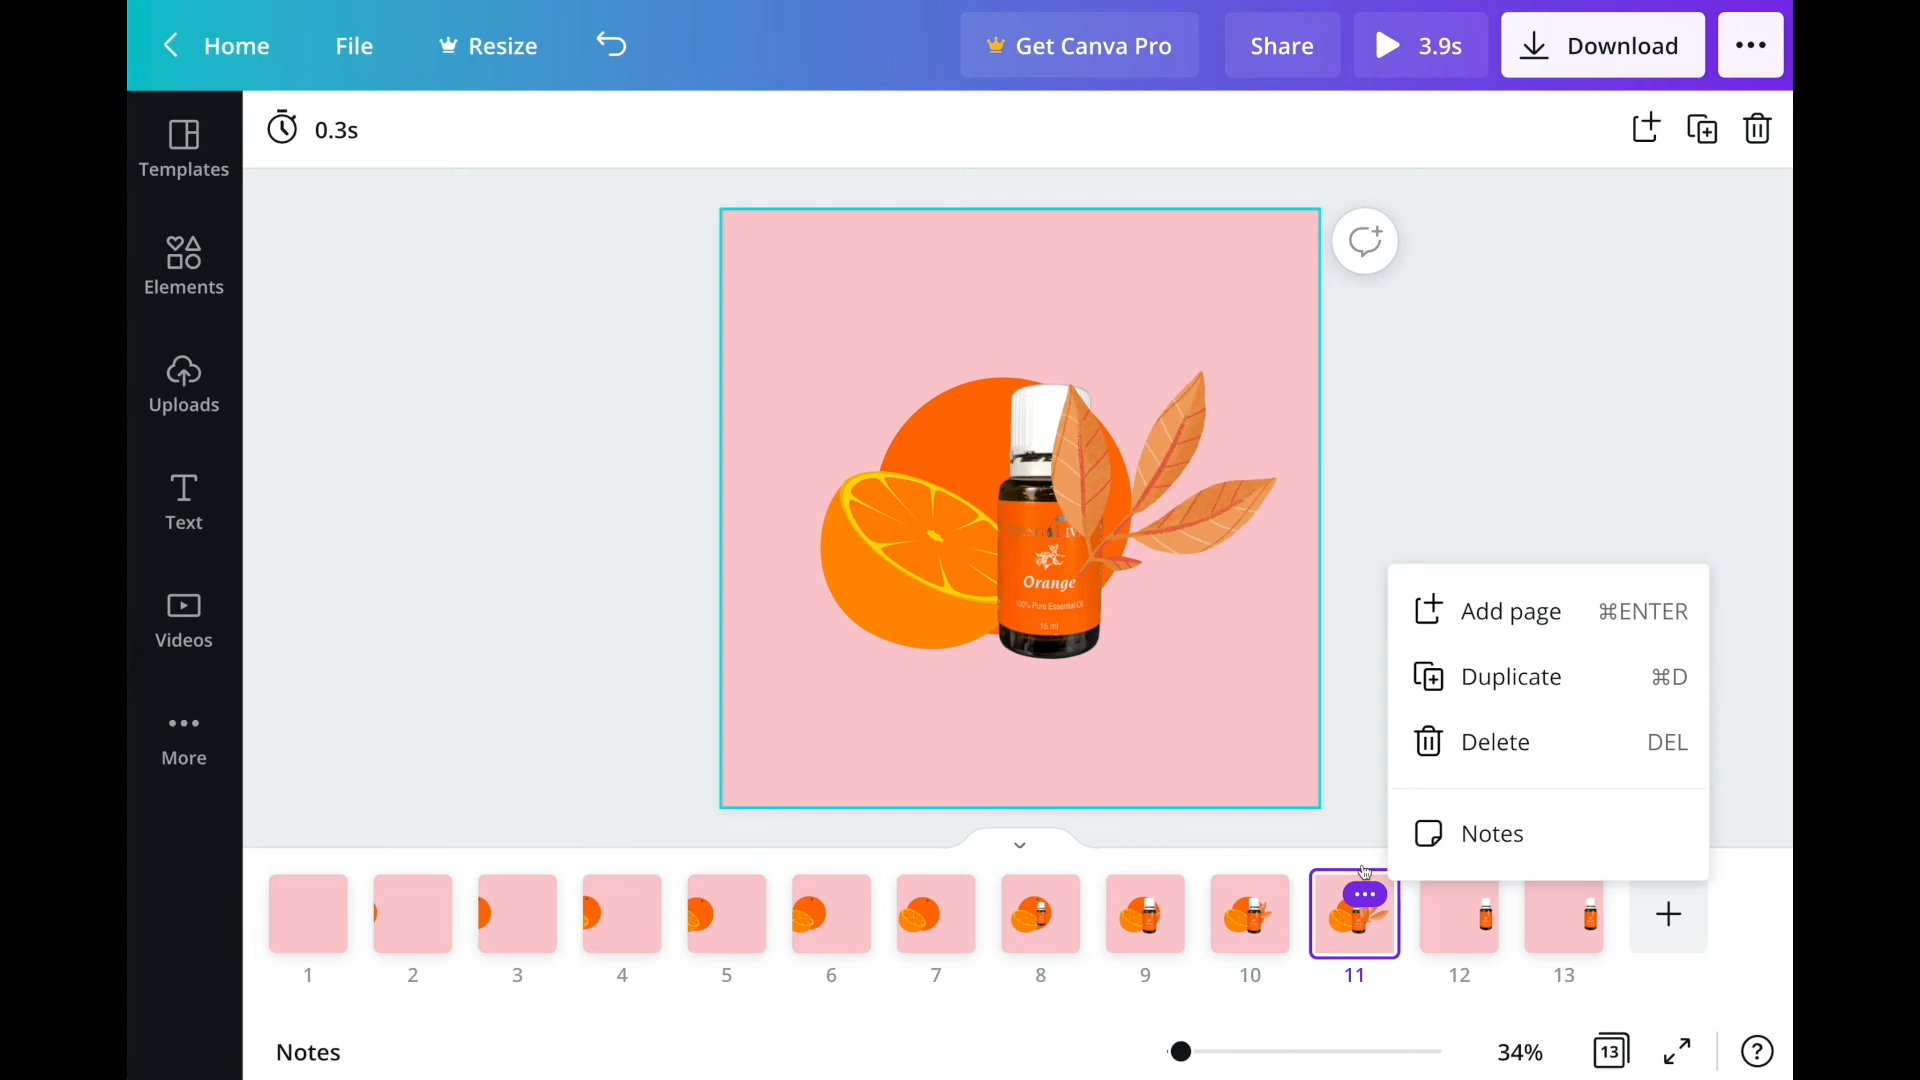 Home
File
Resize
Get Canva Pro
Share
3.9s
Download
0.3s
Templates
Elements
Uploads
Text
Videos
More
Orange
100% Pure Essential Oil
15 ml
Add page ⌘ENTER
Duplicate ⌘D
Delete DEL
Notes
1 2 3 4 5 6 7 8 9 10 11 12 13
Notes
34%
13
?